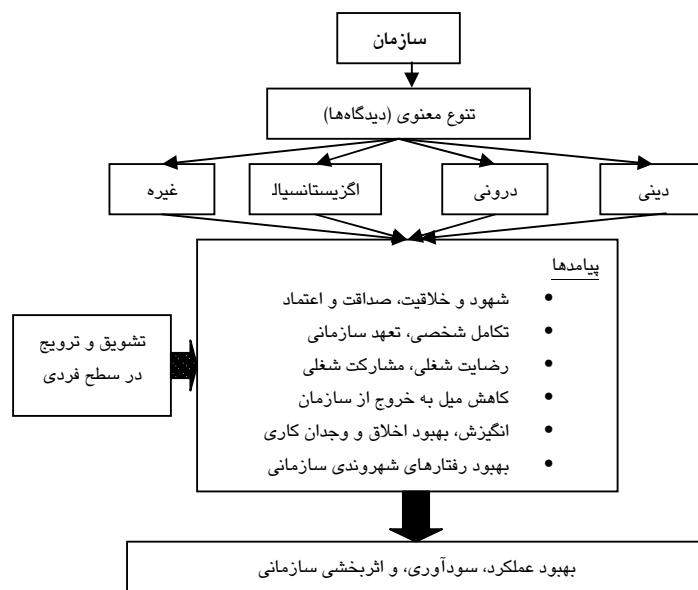 سازمان
تنوع معنوی (دیدگاه‌ها)
دینی
درونی
اگزیستانسیال
غیره
پیامدها
• شهود و خلاقیت، صداقت و اعتماد
• تکامل شخصی، تعهد سازمانی
• رضایت شغلی، مشارکت شغلی
• کاهش میل به خروج از سازمان
• انگیزش، بهبود اخلاق و وجدان کاری
• بهبود رفتارهای شهروندی سازمانی
تشویق و ترویج
در سطح فردی
بهبود عملکرد، سودآوری، و اثربخشی سازمانی